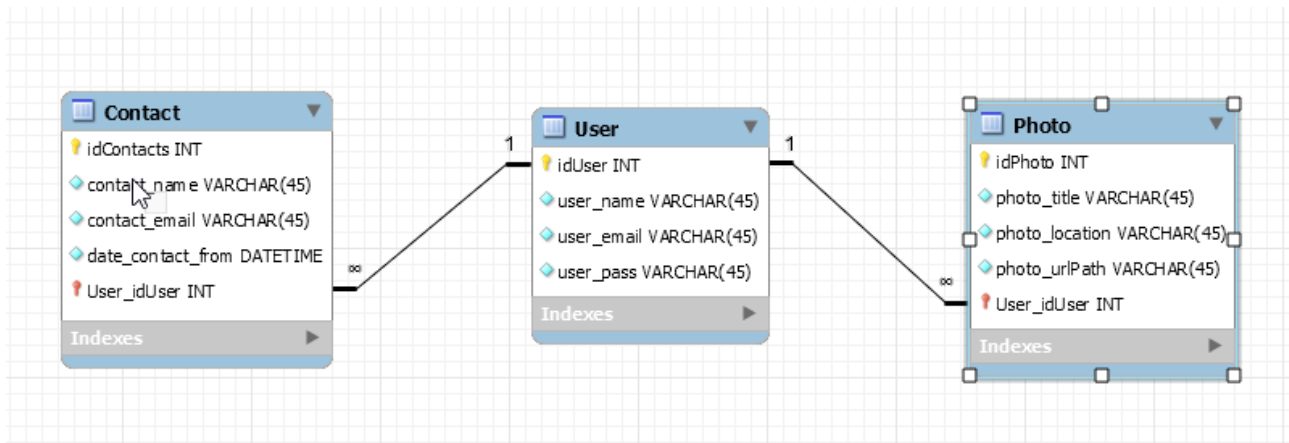 Contact
idContacts INT
contact_name VARCHAR(45)
contact_email VARCHAR(45)
date_contact_from DATETIME
User_idUser INT
Indexes
∞
1
User
idUser INT
user_name VARCHAR(45)
user_email VARCHAR(45)
user_pass VARCHAR(45)
Indexes
1
∞
Photo
idPhoto INT
photo_title VARCHAR(45)
photo_location VARCHAR(45)
photo_urlPath VARCHAR(45)
User_idUser INT
Indexes